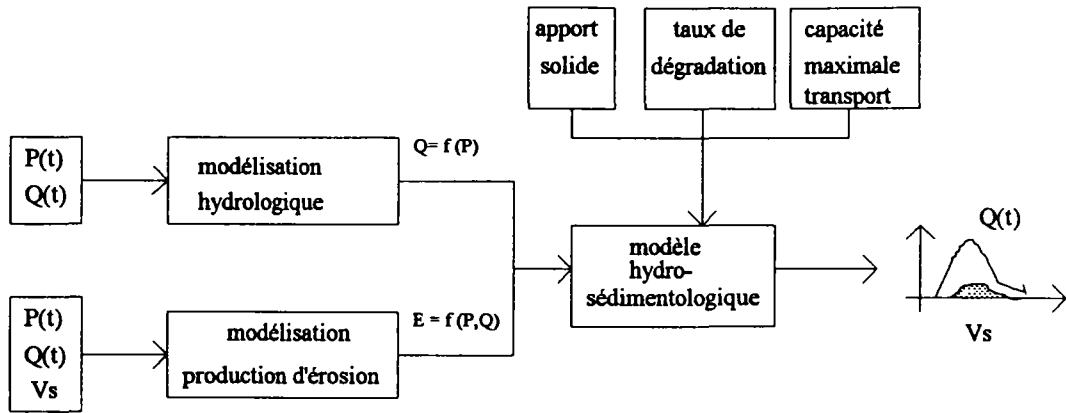 apport
solide
taux de
dégradation
capacité
maximale
transport
P(t)
Q(t)
modélisation
hydrologique
Q= f (P)
modèle
hydro-
sédimentologique
Q(t)
Vs
P(t)
Q(t)
Vs
modélisation
production d'érosion
E = f (P,Q)